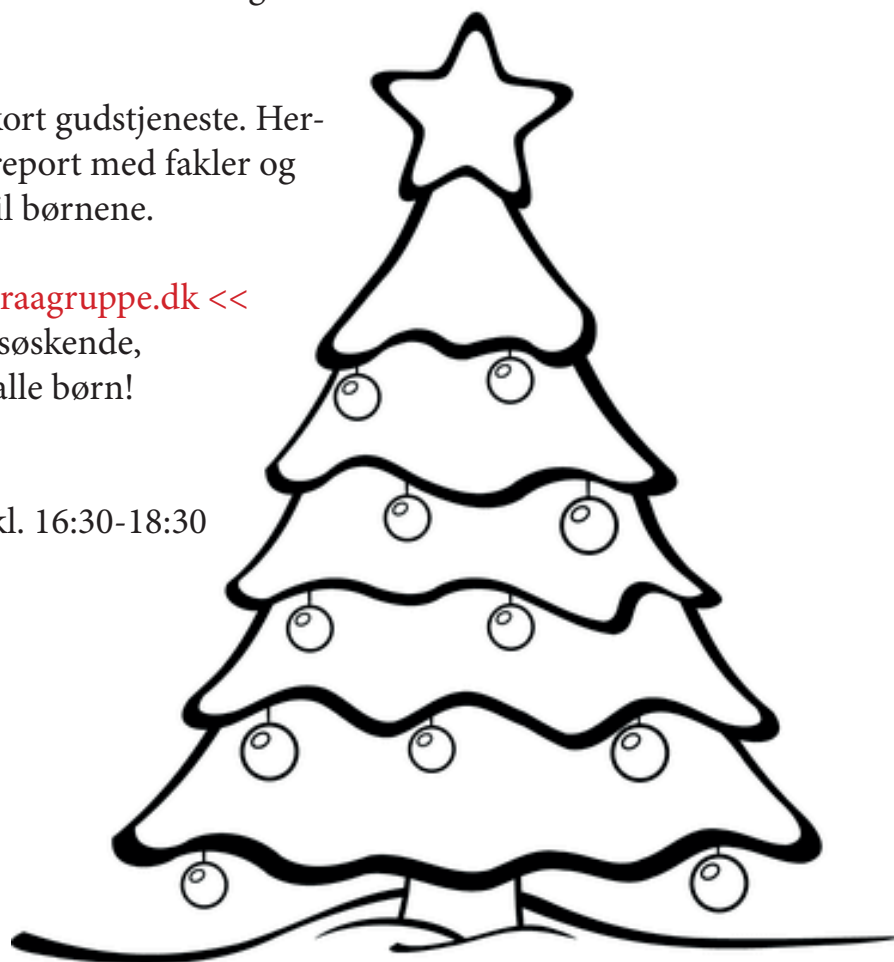 kort gudstjeneste. Her-
report med fakler og
il børnene.
raagruppe.dk <<
søskende,
alle børn!
kl. 16:30-18:30